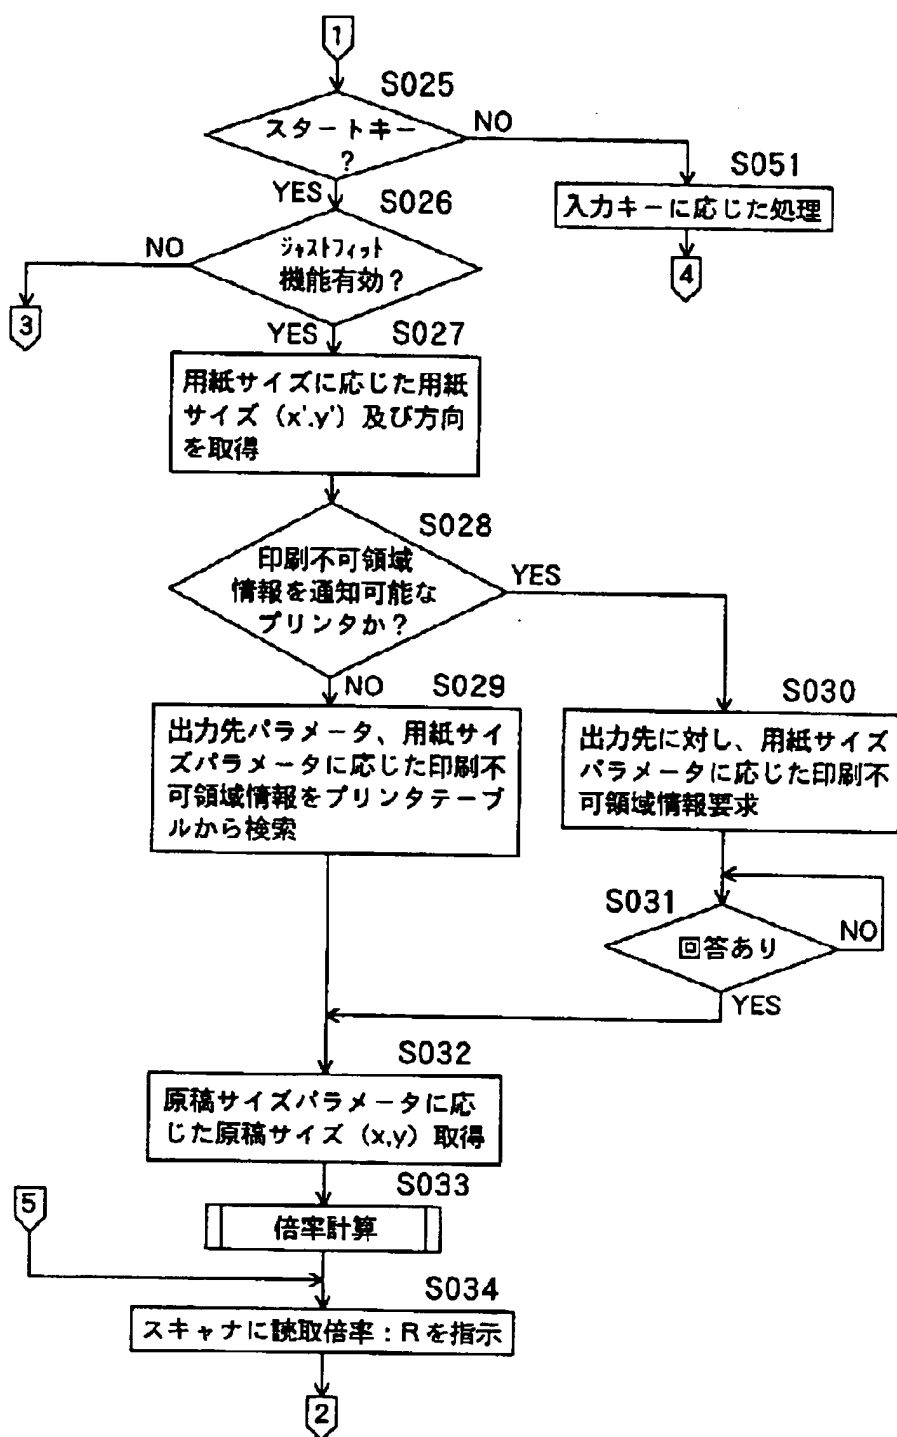 1
S025
スタートキー
?
NO
YES
S051
入力キーに応じた処理
4
S026
ジャストフィット
機能有効?
NO
3
YES
S027
用紙サイズに応じた用紙
サイズ (x',y') 及び方向
を取得
S028
印刷不可領域
情報を通知可能な
プリンタか?
YES
NO
S029
出力先パラメータ、用紙サイ
ズパラメータに応じた印刷不
可領域情報をプリンタテーブ
ルから検索
S030
出力先に対し、用紙サイズ
パラメータに応じた印刷不
可領域情報要求
S031
回答あり
NO
YES
S032
原稿サイズパラメータに応
じた原稿サイズ (x,y) 取得
S033
倍率計算
5
S034
スキャナに読取倍率:Rを指示
2